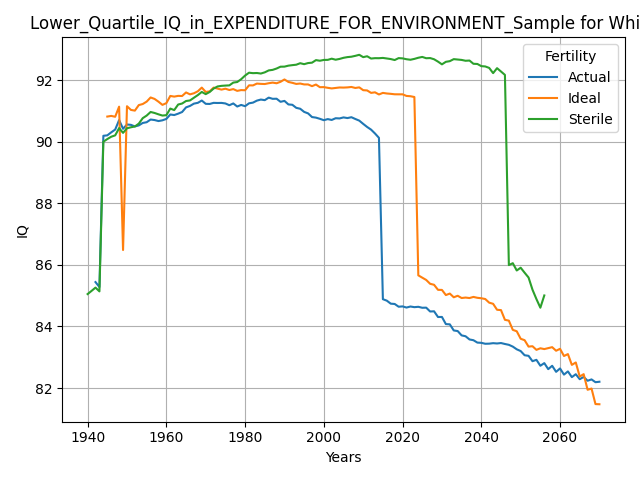 Lower_Quartile_IQ_in_EXPENDITURE_FOR_ENVIRONMENT_Sample for Whi
Fertility
Actual
Ideal
Sterile
IQ
92
90
88
86
84
82
1940 1960 1980 2000 2020 2040 2060
Years